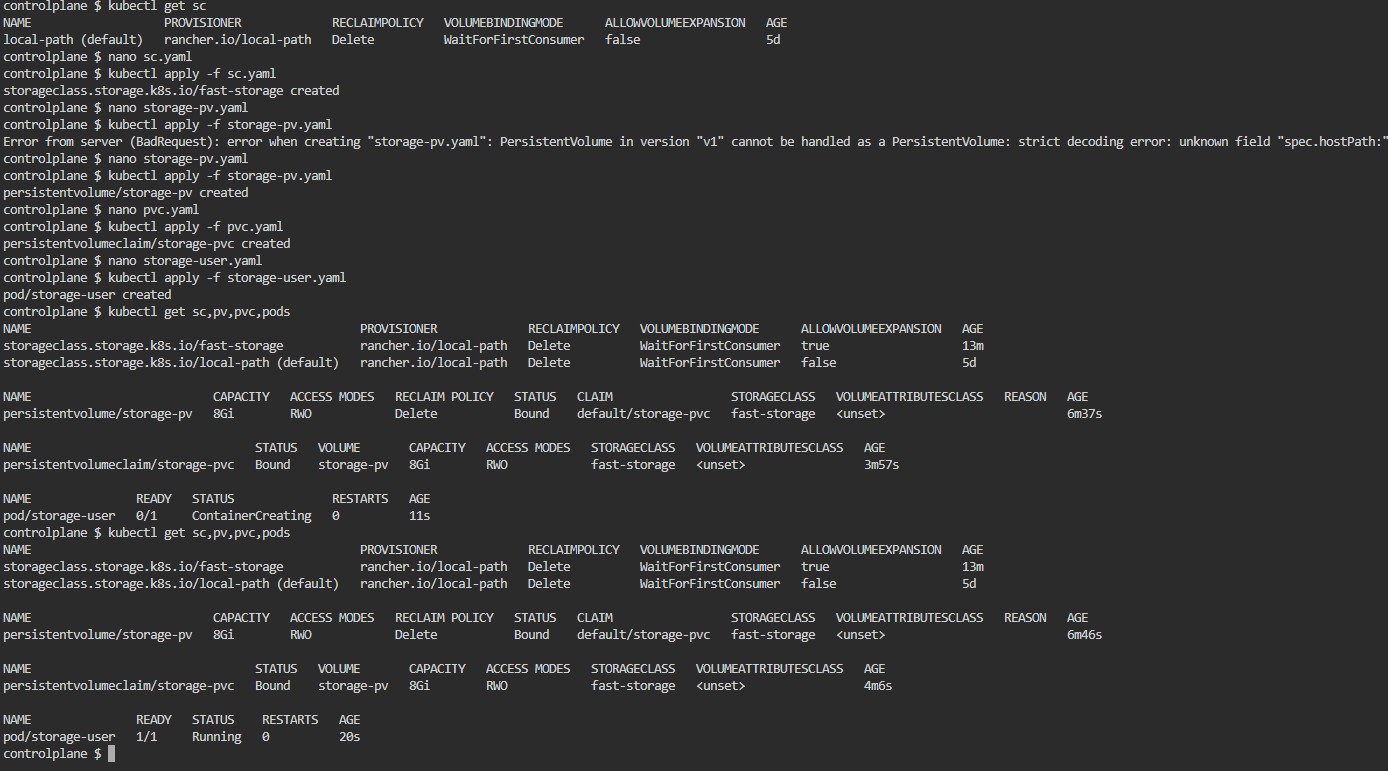 controlplane $ kubectl get sc
NAME                   PROVISIONER             RECLAIMPOLICY   VOLUMEBINDINGMODE      ALLOWVOLUMEEXPANSION   AGE
local-path (default)   rancher.io/local-path   Delete          WaitForFirstConsumer   false                  5d
controlplane $ nano sc.yaml
controlplane $ kubectl apply -f sc.yaml
storageclass.storage.k8s.io/fast-storage created
controlplane $ nano storage-pv.yaml
controlplane $ kubectl apply -f storage-pv.yaml
Error from server (BadRequest): error when creating "storage-pv.yaml": PersistentVolume in version "v1" cannot be handled as a PersistentVolume: strict decoding error: unknown field "spec.hostPath:"
controlplane $ nano storage-pv.yaml
controlplane $ kubectl apply -f storage-pv.yaml
persistentvolume/storage-pv created
controlplane $ nano pvc.yaml
controlplane $ kubectl apply -f pvc.yaml
persistentvolumeclaim/storage-pvc created
controlplane $ nano storage-user.yaml
controlplane $ kubectl apply -f storage-user.yaml
pod/storage-user created
controlplane $ kubectl get sc,pv,pvc,pods
NAME                                               PROVISIONER             RECLAIMPOLICY   VOLUMEBINDINGMODE      ALLOWVOLUMEEXPANSION   AGE
storageclass.storage.k8s.io/fast-storage           rancher.io/local-path   Delete          WaitForFirstConsumer   true                   13m
storageclass.storage.k8s.io/local-path (default)   rancher.io/local-path   Delete          WaitForFirstConsumer   false                  5d

NAME                          CAPACITY   ACCESS MODES   RECLAIM POLICY   STATUS   CLAIM                 STORAGECLASS   VOLUMEATTRIBUTESCLASS   REASON   AGE
persistentvolume/storage-pv   8Gi        RWO            Delete           Bound    default/storage-pvc   fast-storage   <unset>                          6m37s

NAME                                STATUS   VOLUME       CAPACITY   ACCESS MODES   STORAGECLASS   VOLUMEATTRIBUTESCLASS   AGE
persistentvolumeclaim/storage-pvc   Bound    storage-pv   8Gi        RWO            fast-storage   <unset>                 3m57s

NAME               READY   STATUS              RESTARTS   AGE
pod/storage-user   0/1     ContainerCreating   0          11s
controlplane $ kubectl get sc,pv,pvc,pods
NAME                                               PROVISIONER             RECLAIMPOLICY   VOLUMEBINDINGMODE      ALLOWVOLUMEEXPANSION   AGE
storageclass.storage.k8s.io/fast-storage           rancher.io/local-path   Delete          WaitForFirstConsumer   true                   13m
storageclass.storage.k8s.io/local-path (default)   rancher.io/local-path   Delete          WaitForFirstConsumer   false                  5d

NAME                          CAPACITY   ACCESS MODES   RECLAIM POLICY   STATUS   CLAIM                 STORAGECLASS   VOLUMEATTRIBUTESCLASS   REASON   AGE
persistentvolume/storage-pv   8Gi        RWO            Delete           Bound    default/storage-pvc   fast-storage   <unset>                          6m46s

NAME                                STATUS   VOLUME       CAPACITY   ACCESS MODES   STORAGECLASS   VOLUMEATTRIBUTESCLASS   AGE
persistentvolumeclaim/storage-pvc   Bound    storage-pv   8Gi        RWO            fast-storage   <unset>                 4m6s

NAME               READY   STATUS    RESTARTS   AGE
pod/storage-user   1/1     Running   0          20s
controlplane $